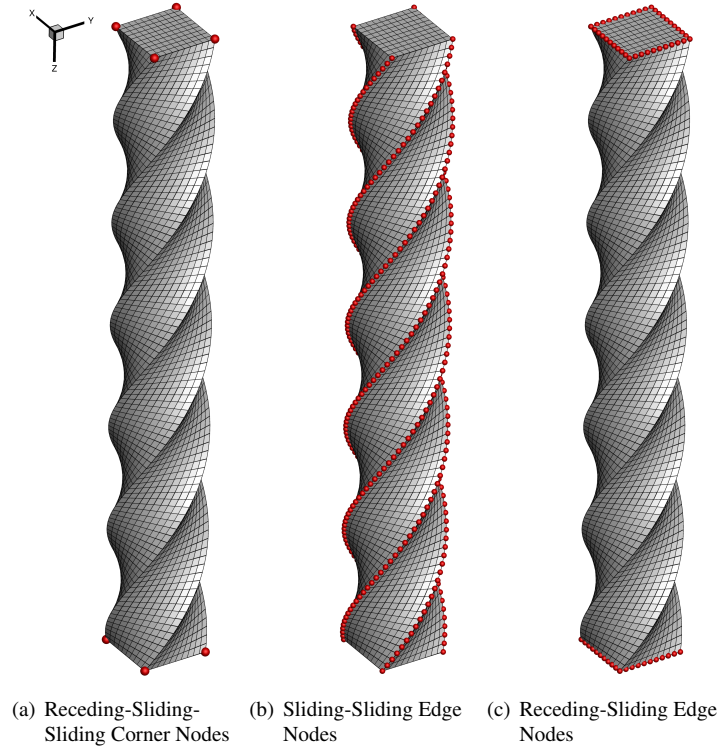 X
Y
Z
(a) Receding-Sliding-
Sliding Corner Nodes
(b) Sliding-Sliding Edge
Nodes
(c) Receding-Sliding Edge
Nodes